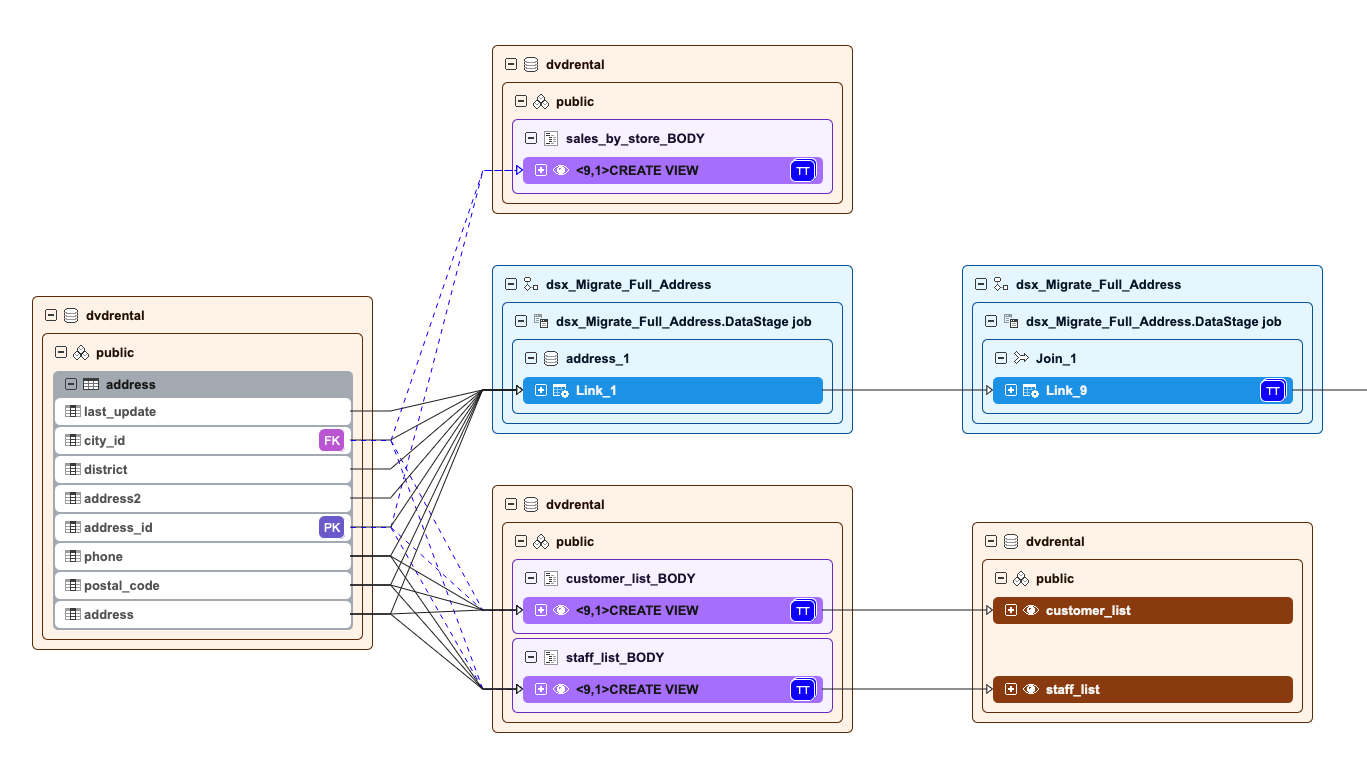 dvdrental
public
sales_by_store_BODY
<9,1>CREATE VIEW TT
dsx_Migrate_Full_Address
dsx_Migrate_Full_Address.DataStage job
address_1
Link_1
dsx_Migrate_Full_Address
dsx_Migrate_Full_Address.DataStage job
Join_1
Link_9 TT
dvdrental
public
address
last_update
city_id FK
district
address2
address_id PK
phone
postal_code
address
dvdrental
public
customer_list_BODY
<9,1>CREATE VIEW TT
staff_list_BODY
<9,1>CREATE VIEW TT
dvdrental
public
customer_list
staff_list